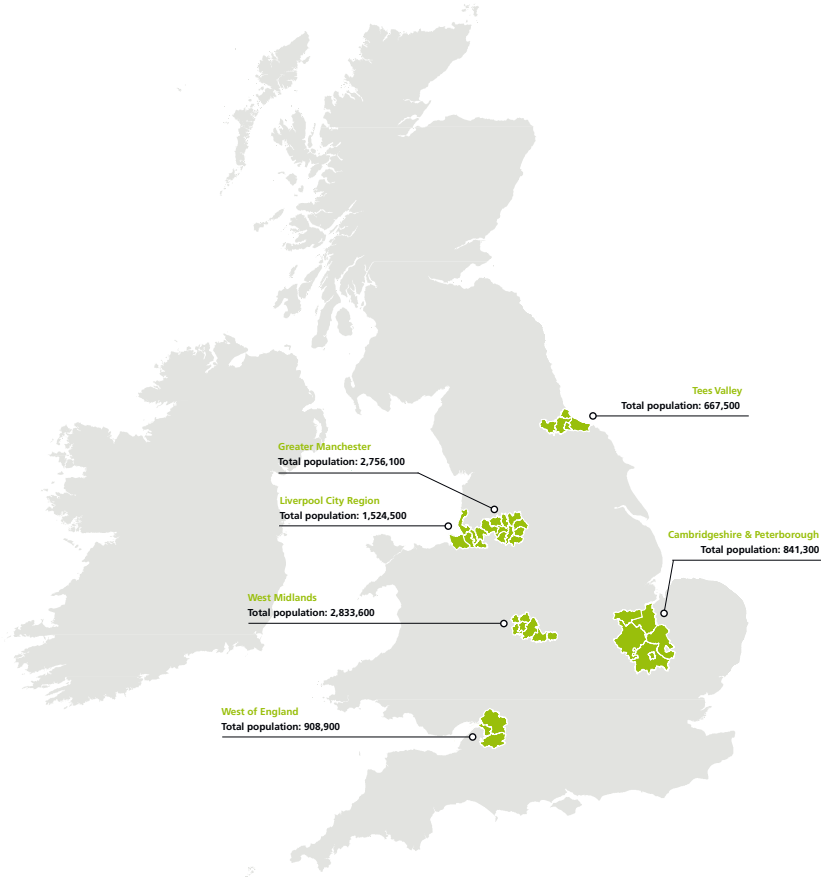 Tees Valley
Total population: 667,500
Greater Manchester
Total population: 2,756,100
Liverpool City Region
Total population: 1,524,500
Cambridgeshire & Peterborough
Total population: 841,300
West Midlands
Total population: 2,833,600
West of England
Total population: 908,900